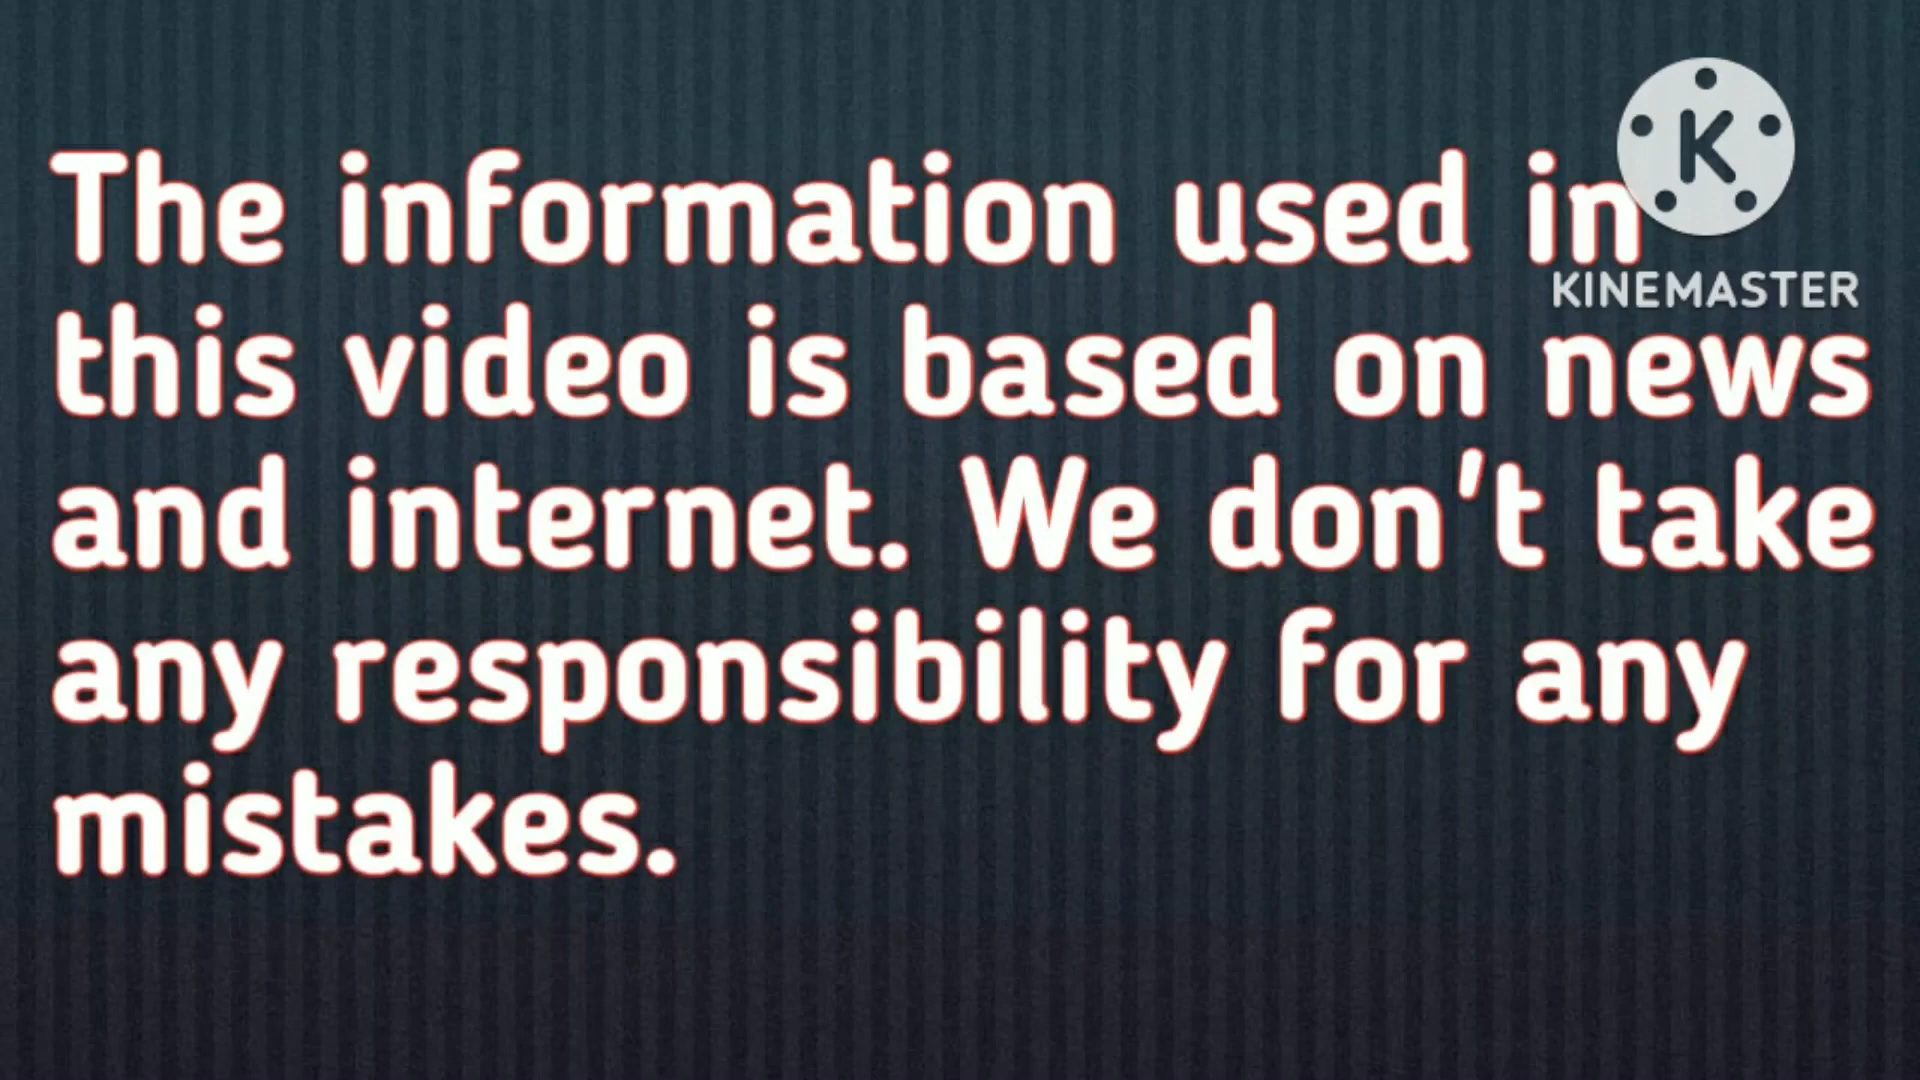 The information used in
K
KINEMASTER
this video is based on news
and internet. We don't take
any responsibility for any
mistakes.